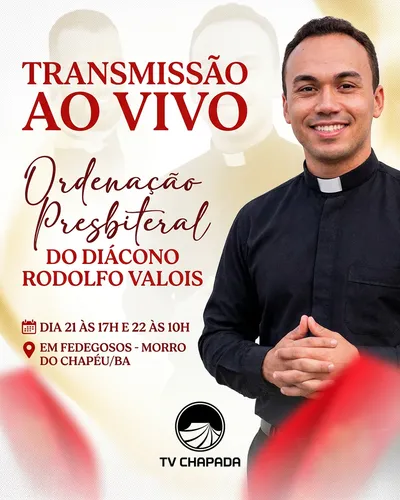 TRANSMISSÃO
AO VIVO
Ordenação
Presbiteral
DO DIÁCONO
RODOLFO VALOIS
DIA 21 ÀS 17H E 22 ÀS 10H
EM FEDEGOSOS - MORRO
DO CHAPÉU/BA
TV CHAPADA